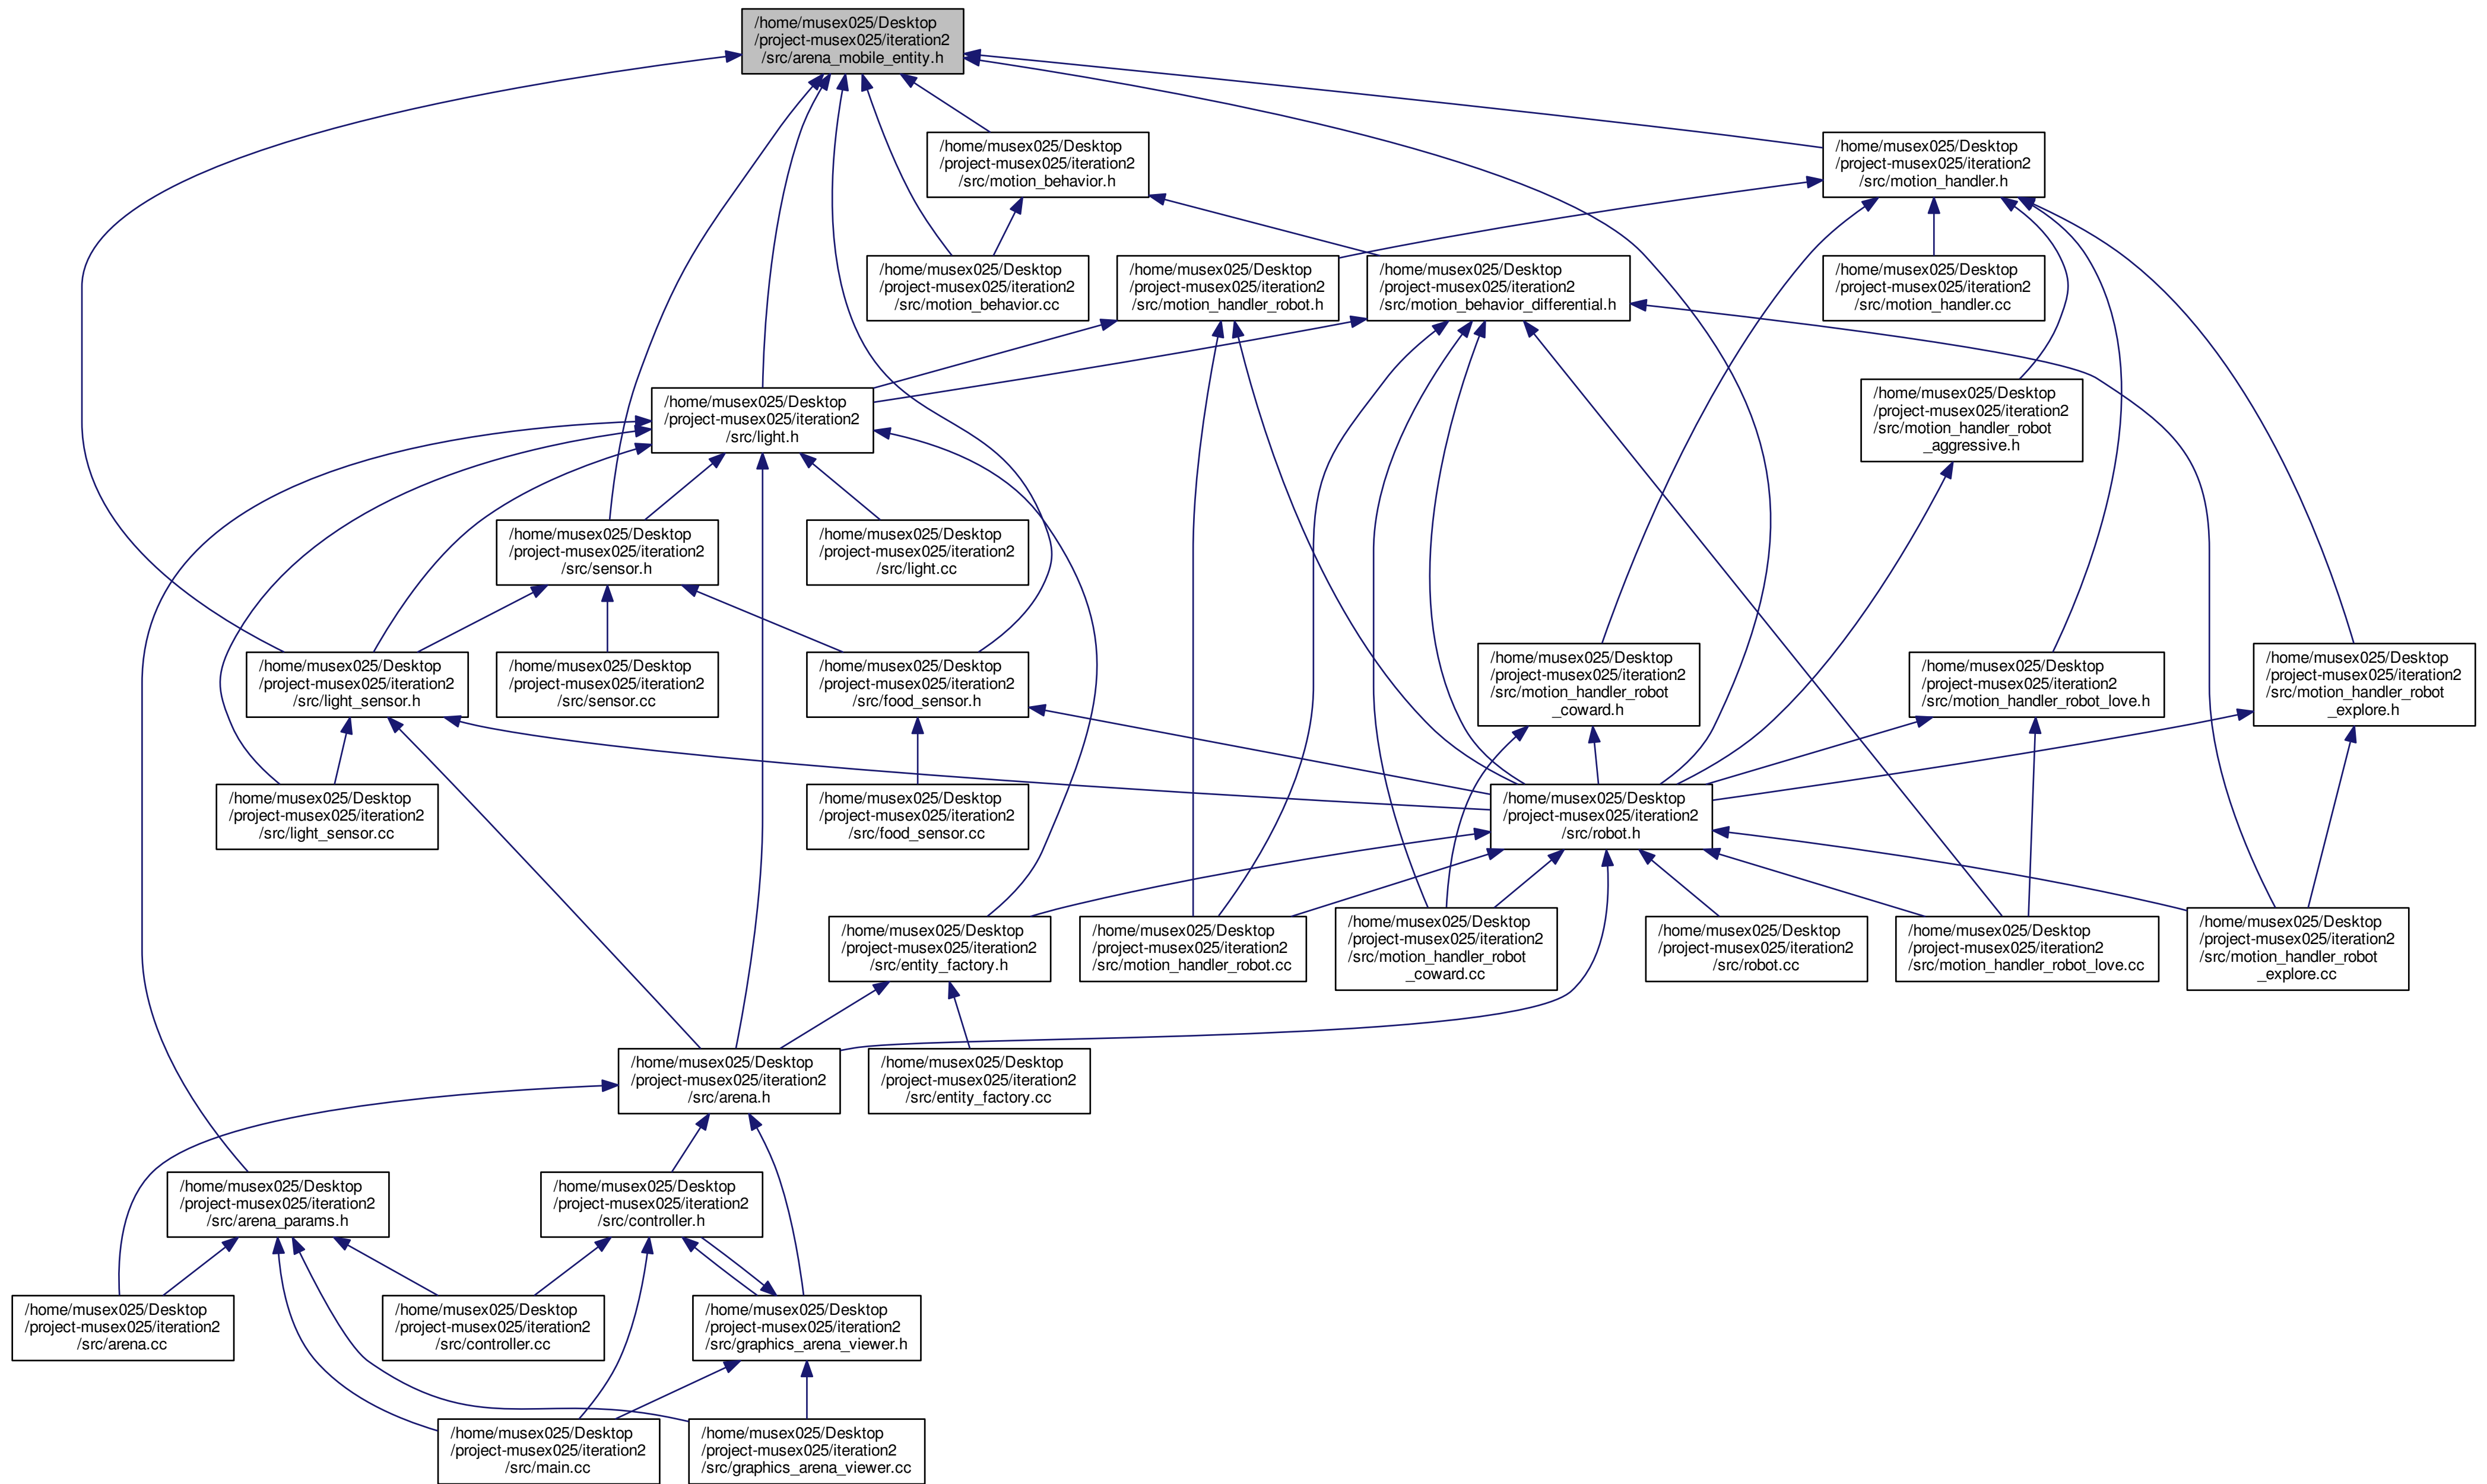 /home/musex025/Desktop
/project-musex025/iteration2
/src/arena_mobile_entity.h
/home/musex025/Desktop
/project-musex025/iteration2
/src/motion_behavior.h
/home/musex025/Desktop
/project-musex025/iteration2
/src/motion_handler.h
/home/musex025/Desktop
/project-musex025/iteration2
/src/motion_behavior.cc
/home/musex025/Desktop
/project-musex025/iteration2
/src/motion_handler_robot.h
/home/musex025/Desktop
/project-musex025/iteration2
/src/motion_behavior_differential.h
/home/musex025/Desktop
/project-musex025/iteration2
/src/motion_handler.cc
/home/musex025/Desktop
/project-musex025/iteration2
/src/light.h
/home/musex025/Desktop
/project-musex025/iteration2
/src/motion_handler_robot
_aggressive.h
/home/musex025/Desktop
/project-musex025/iteration2
/src/sensor.h
/home/musex025/Desktop
/project-musex025/iteration2
/src/light.cc
/home/musex025/Desktop
/project-musex025/iteration2
/src/light_sensor.h
/home/musex025/Desktop
/project-musex025/iteration2
/src/sensor.cc
/home/musex025/Desktop
/project-musex025/iteration2
/src/food_sensor.h
/home/musex025/Desktop
/project-musex025/iteration2
/src/motion_handler_robot
_coward.h
/home/musex025/Desktop
/project-musex025/iteration2
/src/motion_handler_robot_love.h
/home/musex025/Desktop
/project-musex025/iteration2
/src/motion_handler_robot
_explore.h
/home/musex025/Desktop
/project-musex025/iteration2
/src/light_sensor.cc
/home/musex025/Desktop
/project-musex025/iteration2
/src/food_sensor.cc
/home/musex025/Desktop
/project-musex025/iteration2
/src/robot.h
/home/musex025/Desktop
/project-musex025/iteration2
/src/entity_factory.h
/home/musex025/Desktop
/project-musex025/iteration2
/src/motion_handler_robot.cc
/home/musex025/Desktop
/project-musex025/iteration2
/src/motion_handler_robot
_coward.cc
/home/musex025/Desktop
/project-musex025/iteration2
/src/robot.cc
/home/musex025/Desktop
/project-musex025/iteration2
/src/motion_handler_robot_love.cc
/home/musex025/Desktop
/project-musex025/iteration2
/src/motion_handler_robot
_explore.cc
/home/musex025/Desktop
/project-musex025/iteration2
/src/arena.h
/home/musex025/Desktop
/project-musex025/iteration2
/src/entity_factory.cc
/home/musex025/Desktop
/project-musex025/iteration2
/src/arena_params.h
/home/musex025/Desktop
/project-musex025/iteration2
/src/controller.h
/home/musex025/Desktop
/project-musex025/iteration2
/src/arena.cc
/home/musex025/Desktop
/project-musex025/iteration2
/src/controller.cc
/home/musex025/Desktop
/project-musex025/iteration2
/src/graphics_arena_viewer.h
/home/musex025/Desktop
/project-musex025/iteration2
/src/main.cc
/home/musex025/Desktop
/project-musex025/iteration2
/src/graphics_arena_viewer.cc